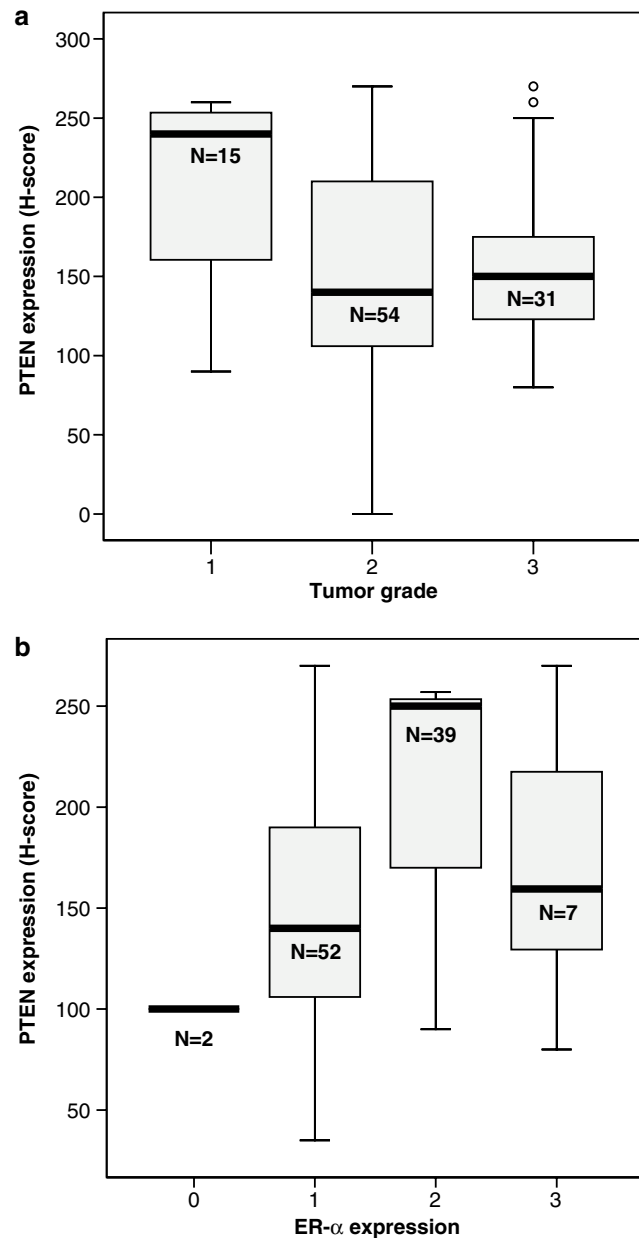 a
PTEN expression (H-score)
300
250
200
150
100
50
0
N=15
N=54
N=31
1 2 3
Tumor grade
b
PTEN expression (H-score)
250
200
150
100
50
N=2
N=52
N=39
N=7
0 1 2 3
ER-α expression